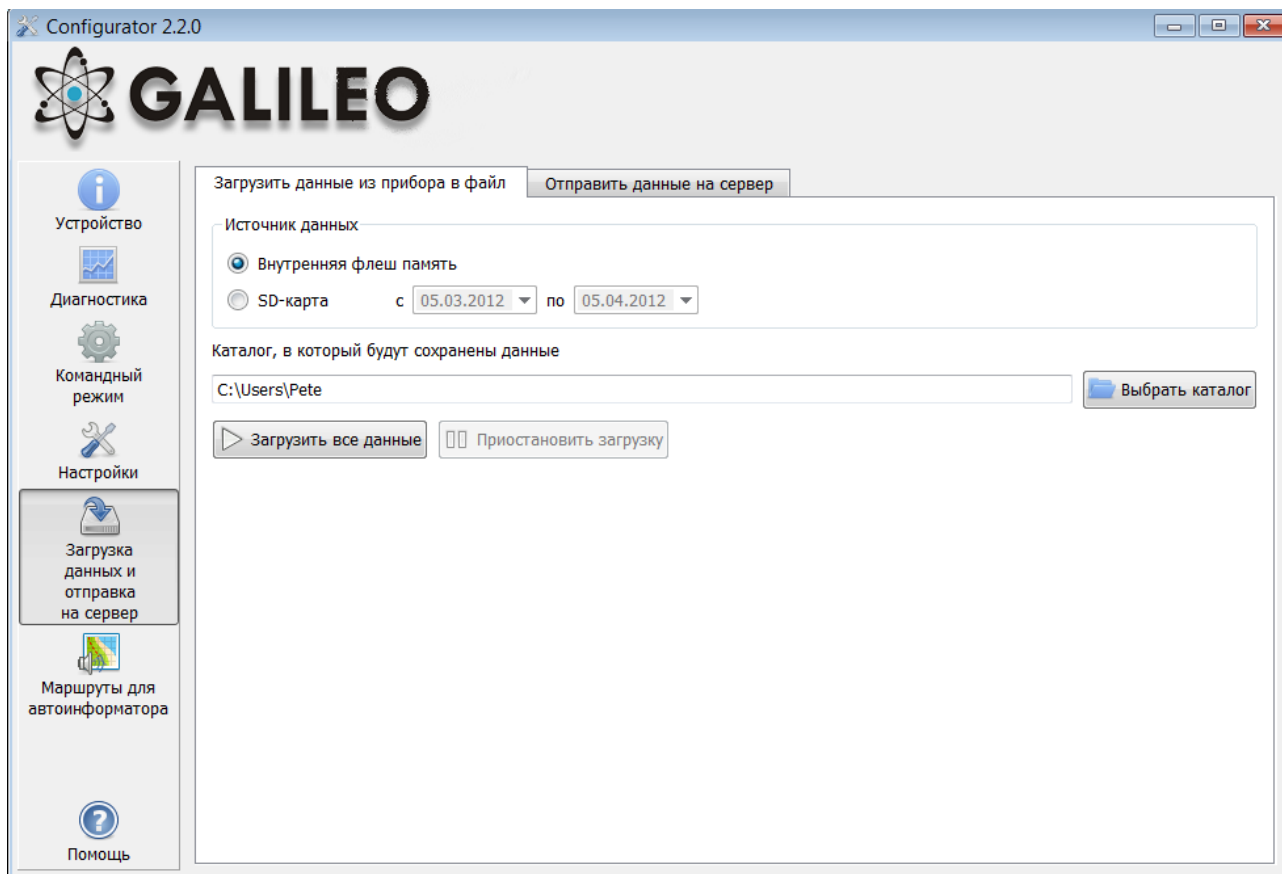 Configurator 2.2.0
GALILEO
Устройство
Диагностика
Командный
режим
Настройки
Загрузка
данных и
отправка
на сервер
Маршруты для
автоинформатора
Помощь
Загрузить данные из прибора в файл
Отправить данные на сервер
Источник данных
Внутренняя флеш память
SD-карта с 05.03.2012 по 05.04.2012
Каталог, в который будут сохранены данные
C:\Users\Pete
Выбрать каталог
Загрузить все данные
Приостановить загрузку